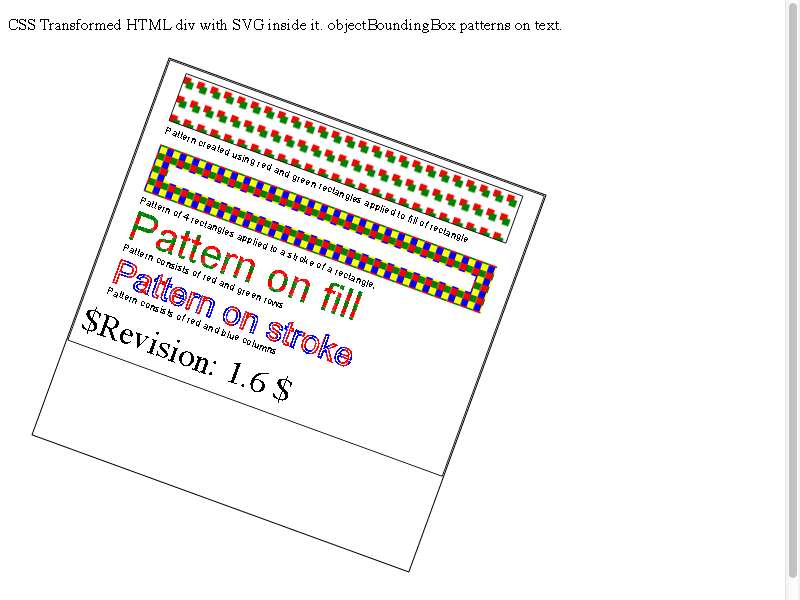 CSS Transformed HTML div with SVG inside it. objectBoundingBox patterns on text.
Pattern created using red and green rectangles applied to fill of rectangle
Pattern of 4 rectangles applied to a stroke of a rectangle.
Pattern on fill
Pattern consists of red and green rows
Pattern on stroke
Pattern consists of red and blue columns
$Revision: 1.6 $